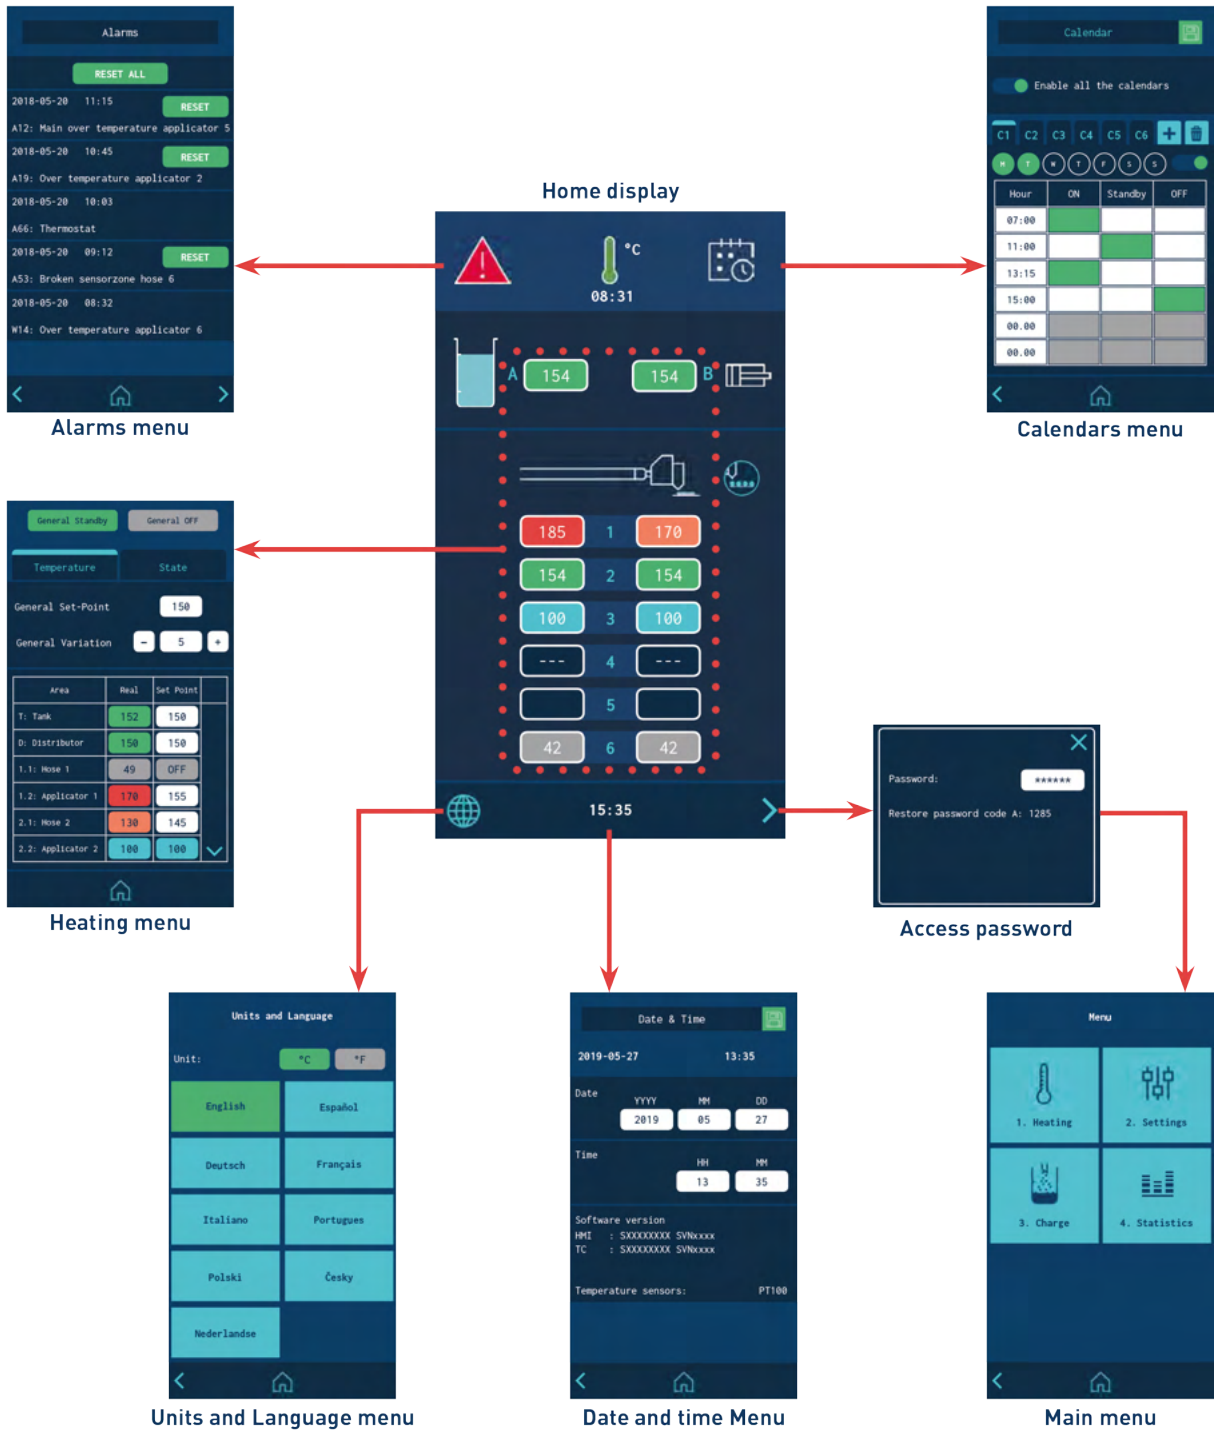 Alarms
RESET ALL
2018-05-20 11:15
RESET
A12: Main over temperature applicator 5
2018-05-20 10:45
RESET
A19: Over temperature applicator 2
2018-05-20 10:03
A66: Thermostat
2018-05-20 09:12
RESET
A53: Broken sensorzone hose 6
2018-05-20 08:32
W14: Over temperature applicator 6
Alarms menu
Home display
°C
08:31
A 154 154 B
185 1 170
154 2 154
100 3 100
--- 4 ---
5
42 6 42
15:35
Calendar
Enable all the calendars
C1 C2 C3 C4 C5 C6 +
M T W T F S S
Hour ON Standby OFF
07:00
11:00
13:15
15:00
00.00
00.00
Calendars menu
General Standby General OFF
Temperature State
General Set-Point 150
General Variation - 5 +
Area Real Set Point
T: Tank 152 150
D: Distributor 150 150
1.1: Hose 1 49 OFF
1.2: Applicator 1 170 155
2.1: Hose 2 130 145
2.2: Applicator 2 100 100
Heating menu
Password: ******
Restore password code A: 1285
Access password
Units and Language
Unit: °C °F
English Español
Deutsch Français
Italiano Portugues
Polski Česky
Nederlandse
Units and Language menu
Date & Time
2019-05-27 13:35
Date
YYYY MM DD
2019 05 27
Time
HH MM
13 35
Software version
HMI : SXXXXXXXX SVNxxxx
TC : SXXXXXXXX SVNxxxx
Temperature sensors: PT100
Date and time Menu
Menu
1. Heating 2. Settings
3. Charge 4. Statistics
Main menu